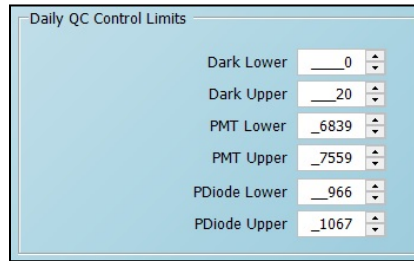 Daily QC Control Limits
Dark Lower ____0
Dark Upper ___20
PMT Lower _6839
PMT Upper _7559
PDiode Lower __966
PDiode Upper _1067